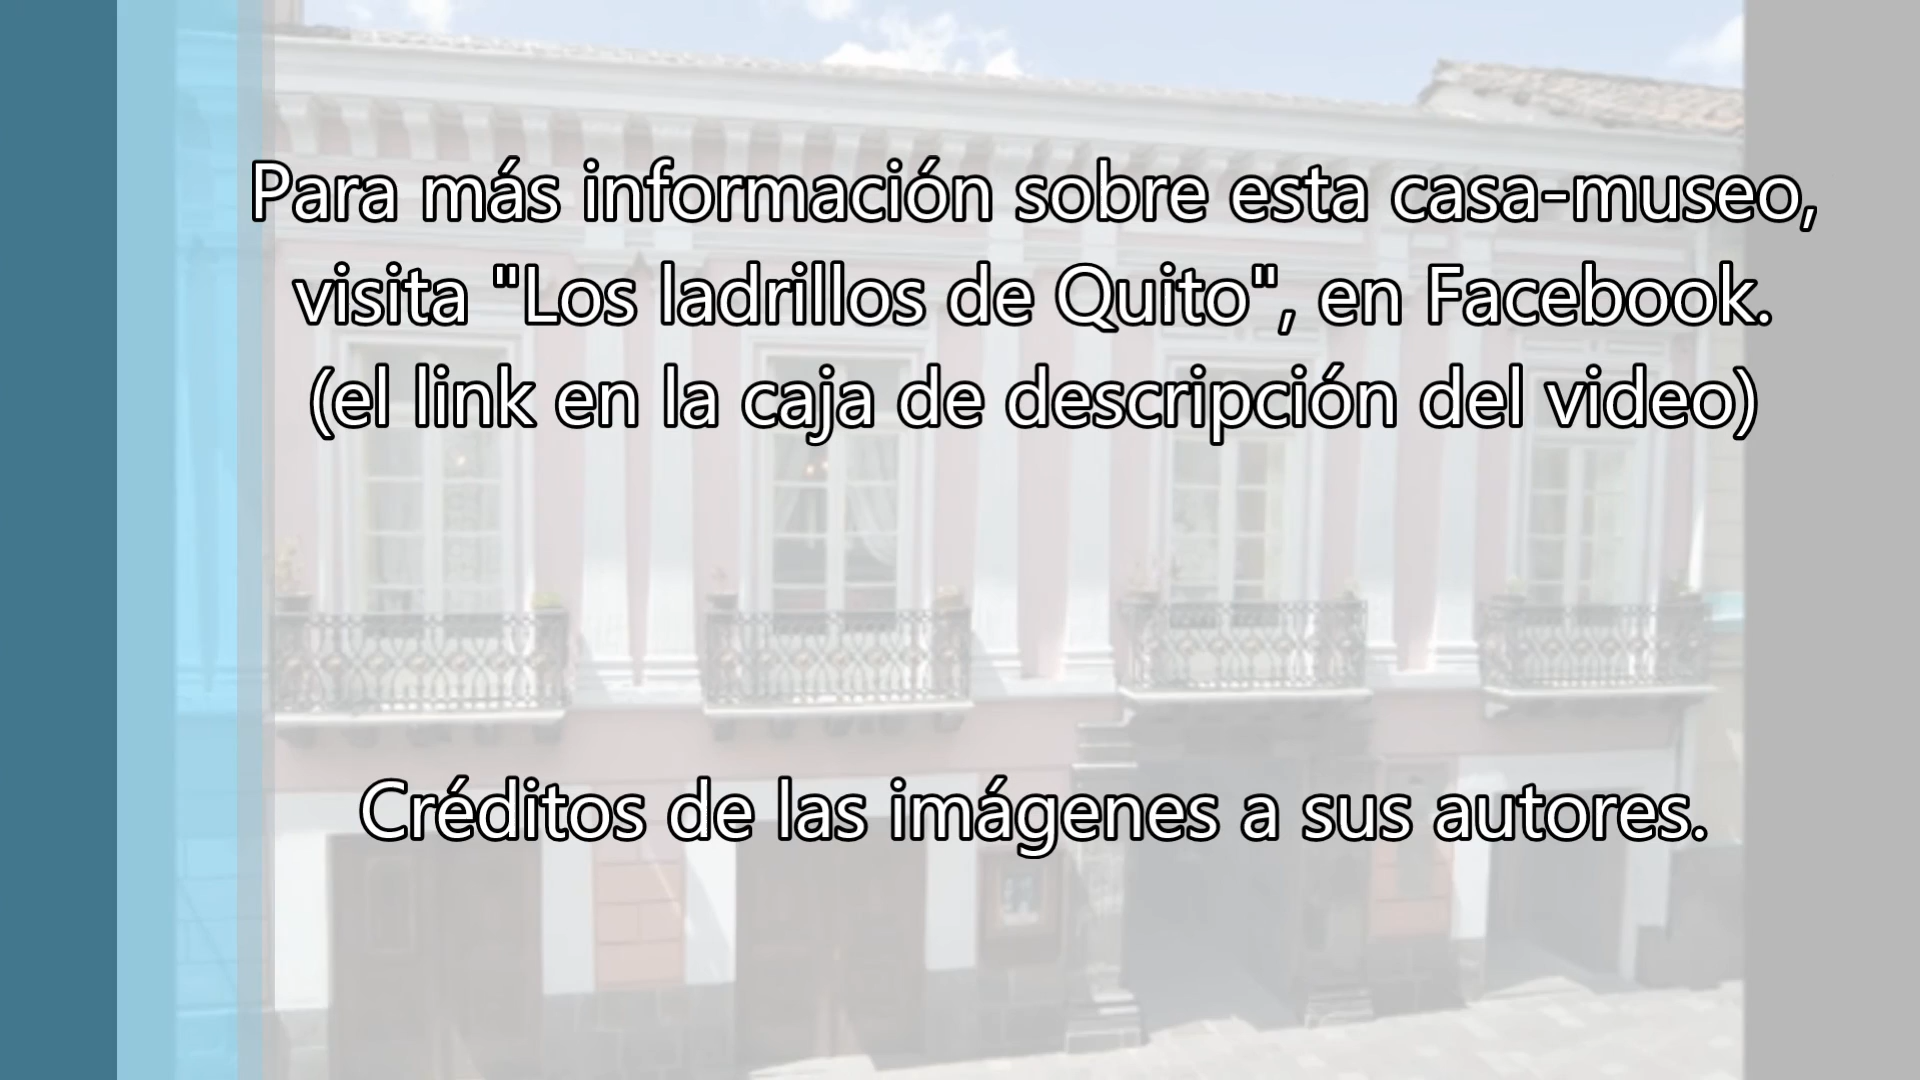 Para más información sobre esta casa-museo,
visita "Los ladrillos de Quito", en Facebook.
(el link en la caja de descripción del video)
Créditos de las imágenes a sus autores.